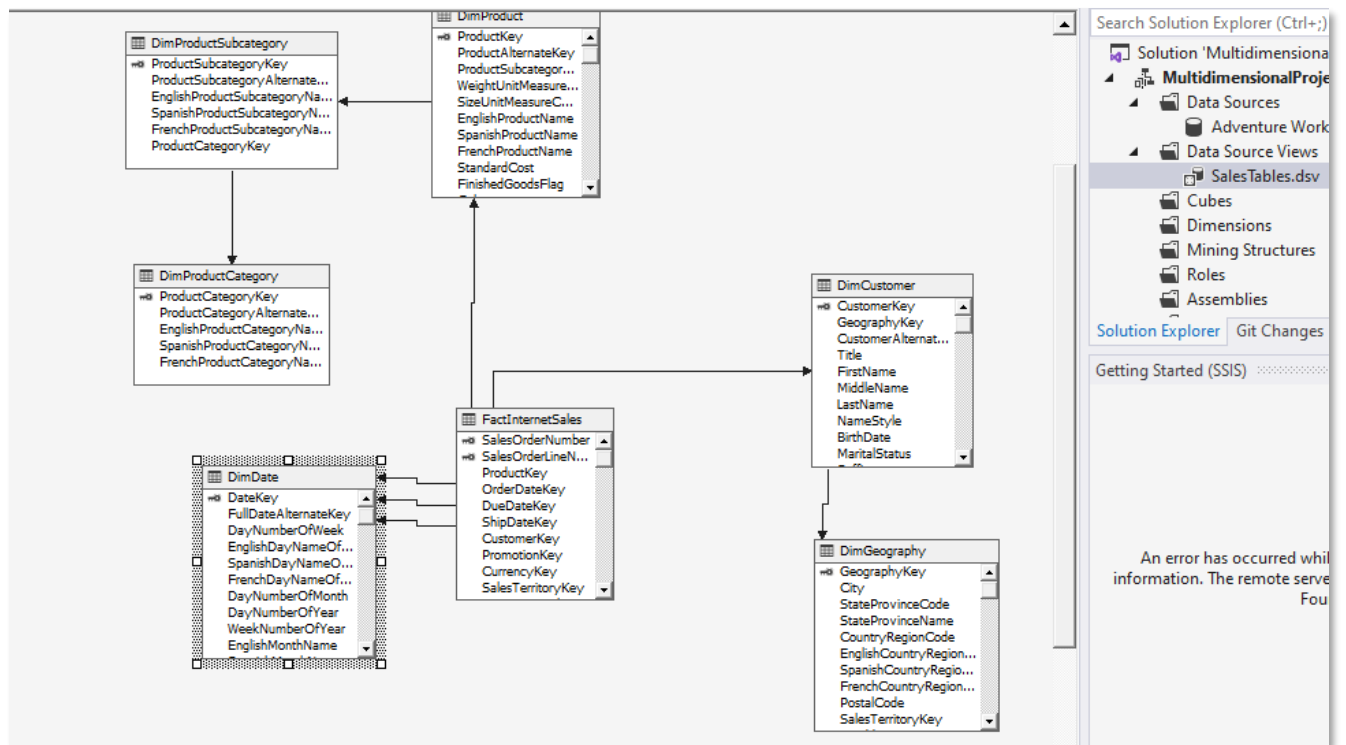 DimProduct
ProductKey
ProductAlternateKey
ProductSubcategor...
WeightUnitMeasure...
SizeUnitMeasureC...
EnglishProductName
SpanishProductName
FrenchProductName
StandardCost
FinishedGoodsFlag
DimProductSubcategory
ProductSubcategoryKey
ProductSubcategoryAlternate...
EnglishProductSubcategoryNa...
SpanishProductSubcategoryN...
FrenchProductSubcategoryNa...
ProductCategoryKey
DimProductCategory
ProductCategoryKey
ProductCategoryAlternate...
EnglishProductCategoryNa...
SpanishProductCategoryN...
FrenchProductCategoryNa...
DimCustomer
CustomerKey
GeographyKey
CustomerAlternat...
Title
FirstName
MiddleName
LastName
NameStyle
BirthDate
MaritalStatus
FactInternetSales
SalesOrderNumber
SalesOrderLineN...
ProductKey
OrderDateKey
DueDateKey
ShipDateKey
CustomerKey
PromotionKey
CurrencyKey
SalesTerritoryKey
DimDate
DateKey
FullDateAlternateKey
DayNumberOfWeek
EnglishDayNameOf...
SpanishDayNameO...
FrenchDayNameOf...
DayNumberOfMonth
DayNumberOfYear
WeekNumberOfYear
EnglishMonthName
DimGeography
GeographyKey
City
StateProvinceCode
StateProvinceName
CountryRegionCode
EnglishCountryRegion...
SpanishCountryRegio...
FrenchCountryRegion...
PostalCode
SalesTerritoryKey
Search Solution Explorer (Ctrl+;)
Solution 'Multidimensiona
MultidimensionalProje
Data Sources
Adventure Work
Data Source Views
SalesTables.dsv
Cubes
Dimensions
Mining Structures
Roles
Assemblies
Solution Explorer Git Changes
Getting Started (SSIS)
An error has occurred whil
information. The remote serve
Fou